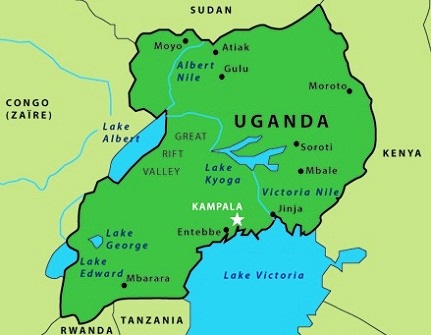 SUDAN
Moyo
Atiak
Albert
Nile
Gulu
Moroto
CONGO
(ZAÏRE)
Lake
Albert
UGANDA
GREAT
RIFT
VALLEY
Soroti
KENYA
Lake
Kyoga
Mbale
Victoria Nile
KAMPALA
Jinja
Entebbe
Lake
George
Lake
Edward
Lake Victoria
Mbarara
TANZANIA
RWANDA